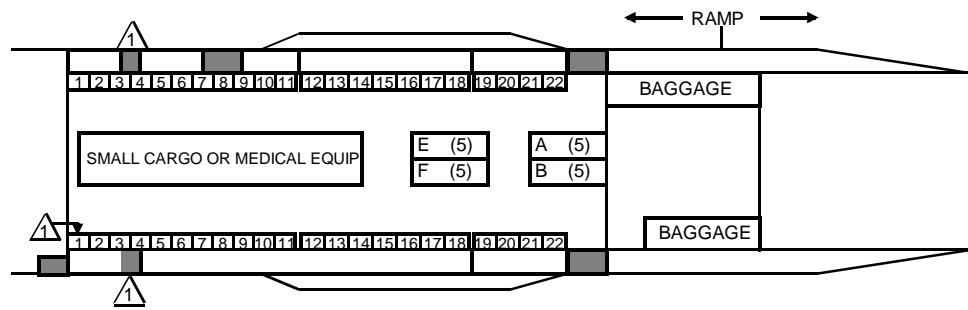 RAMP
1
1 2 3 4 5 6 7 8 9 10 11 12 13 14 15 16 17 18 19 20 21 22
BAGGAGE
E (5) A (5)
SMALL CARGO OR MEDICAL EQUIP
F (5) B (5)
1
1 2 3 4 5 6 7 8 9 10 11 12 13 14 15 16 17 18 19 20 21 22
BAGGAGE
1